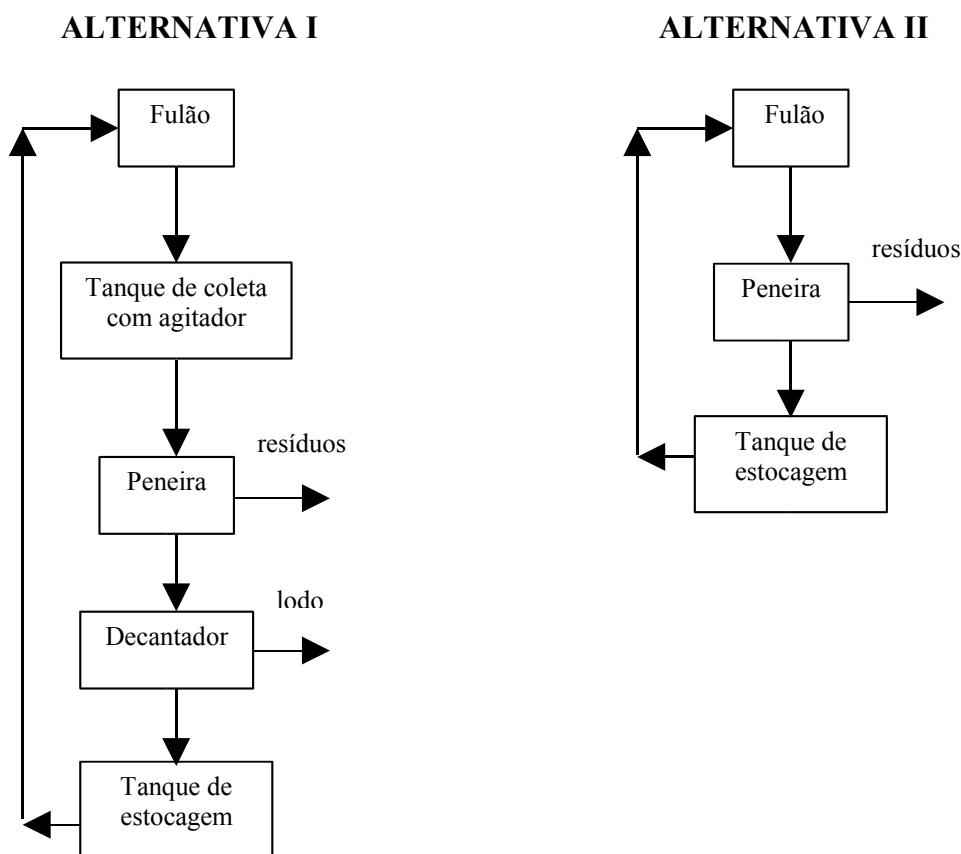 ALTERNATIVA I
Fulão
Tanque de coleta
com agitador
resíduos
Peneira
lodo
Decantador
Tanque de
estocagem
ALTERNATIVA II
Fulão
resíduos
Peneira
Tanque de
estocagem